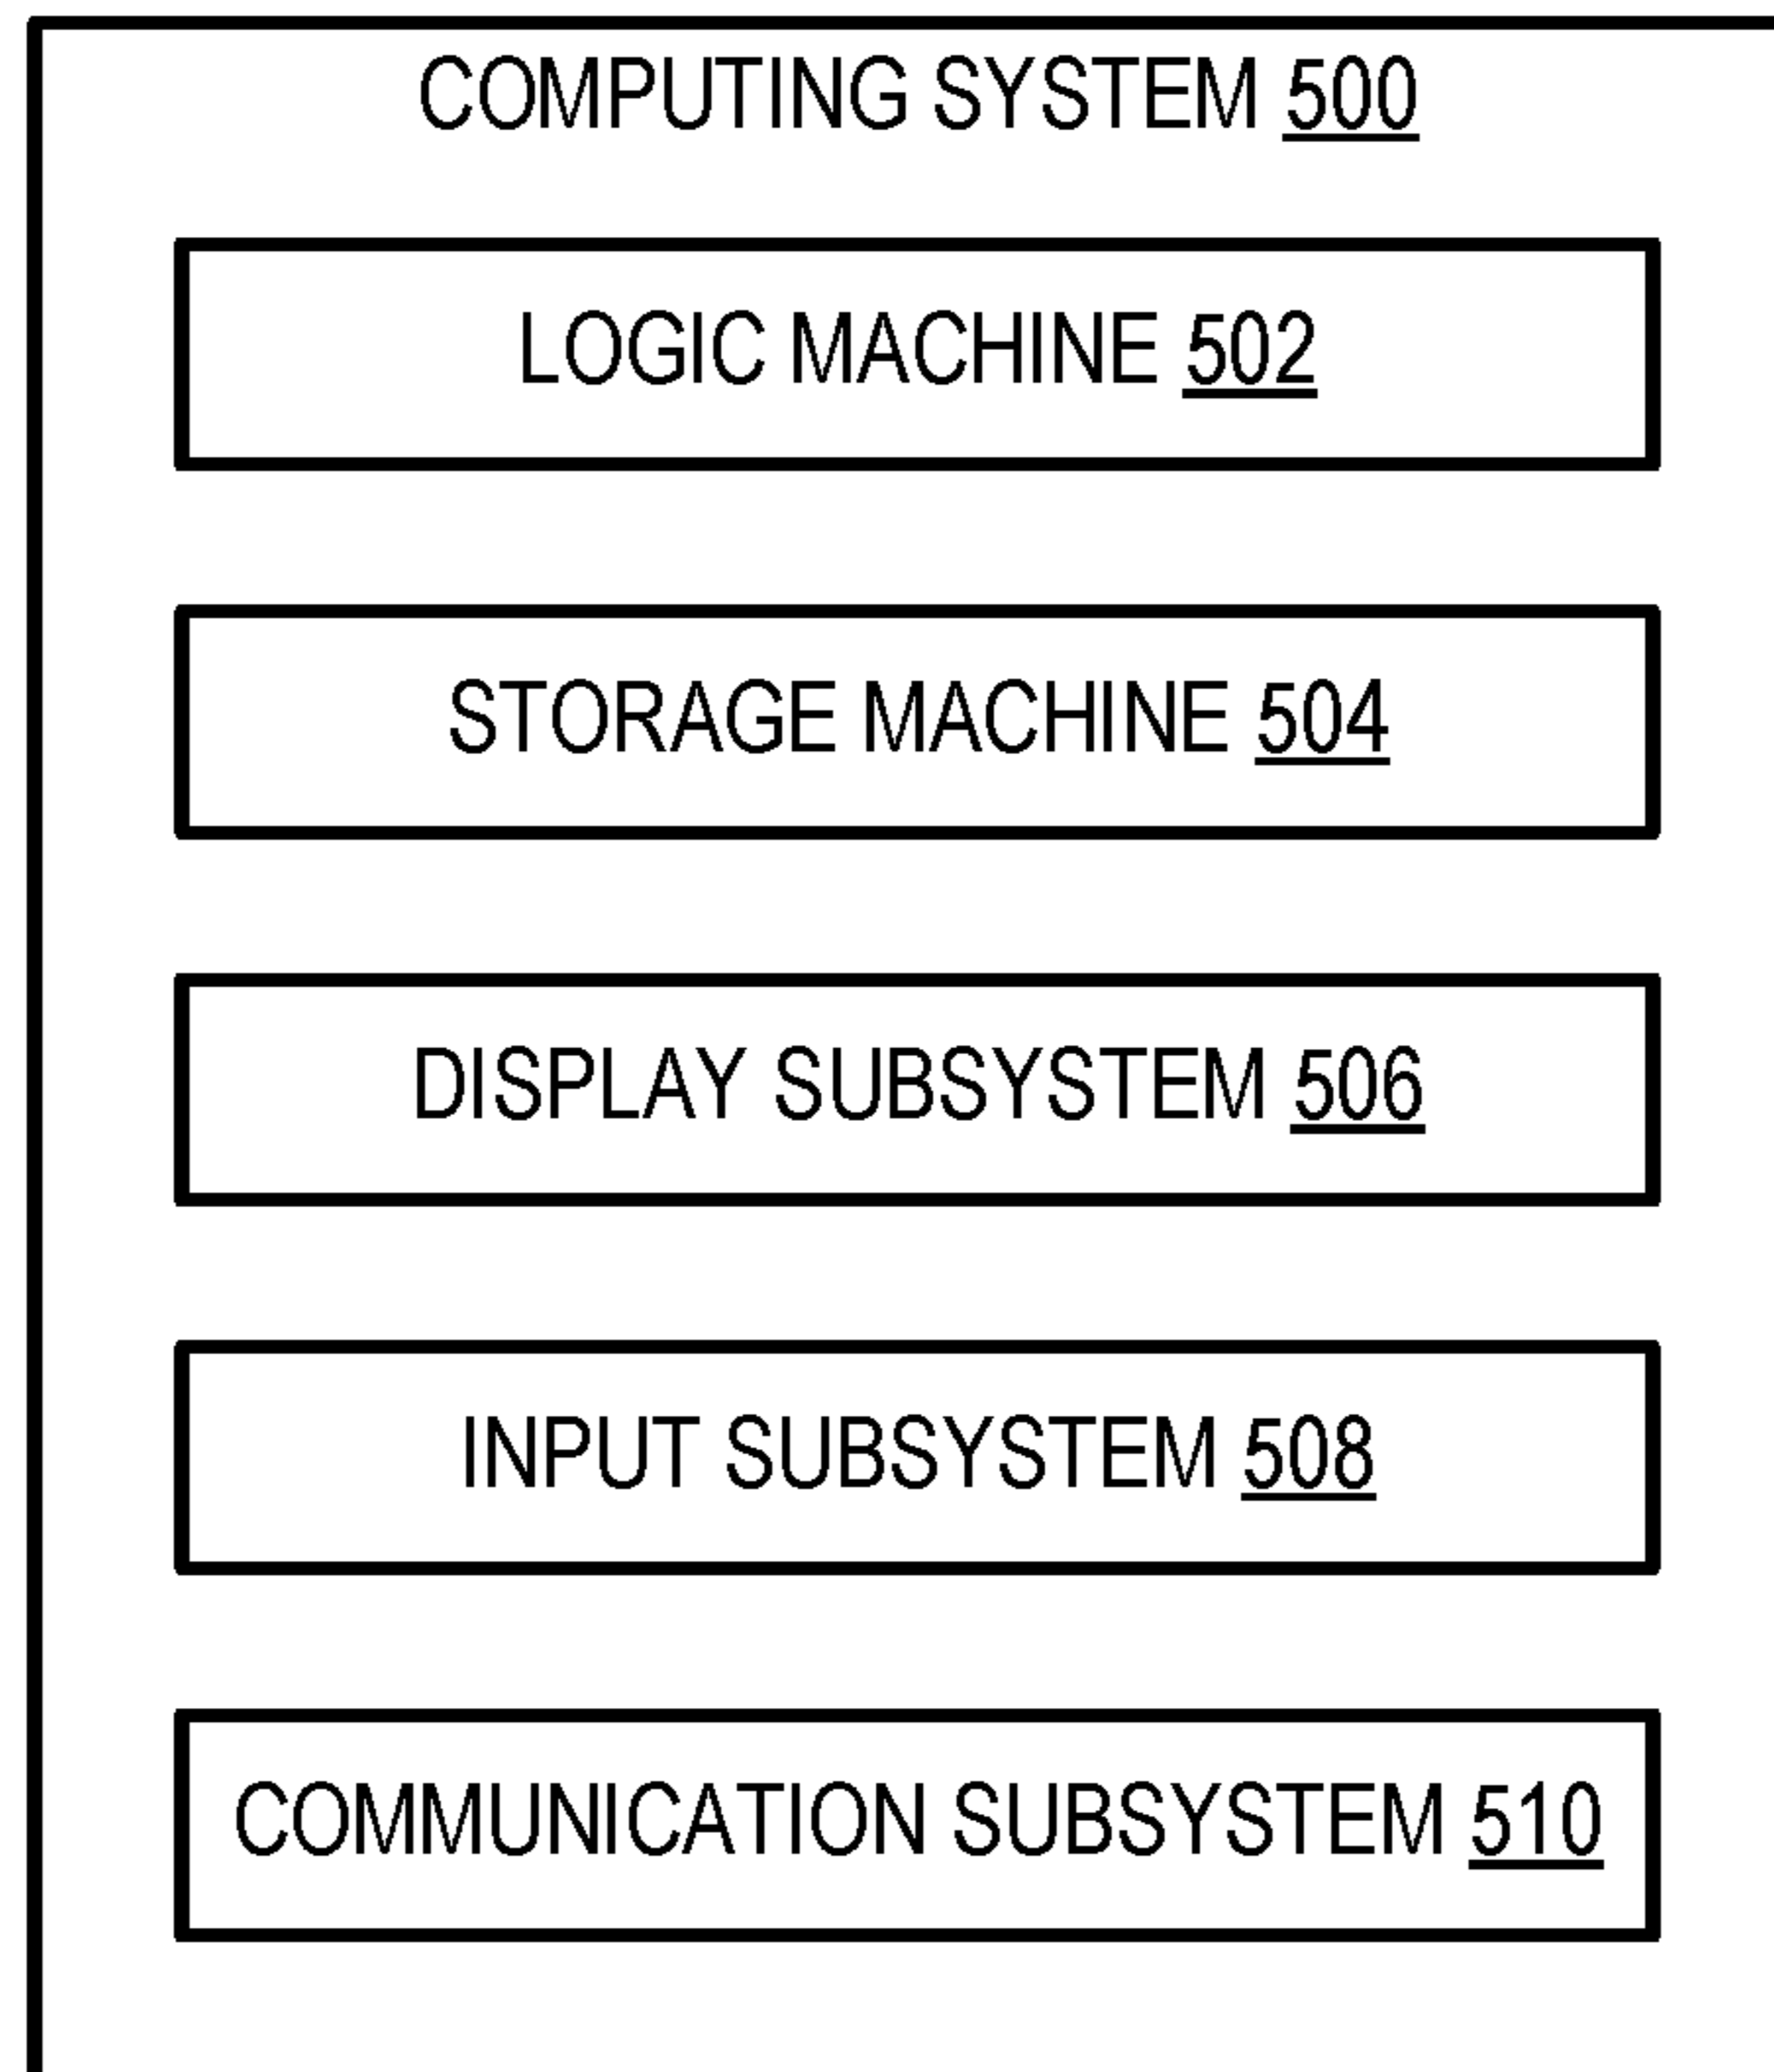 COMPUTING SYSTEM 500
LOGIC MACHINE 502
STORAGE MACHINE 504
DISPLAY SUBSYSTEM 506
INPUT SUBSYSTEM 508
COMMUNICATION SUBSYSTEM 510